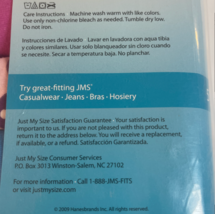 Care Instructions Machine wash warm with like colors.
Use only non-chlorine bleach as needed. Tumble dry low.
Do not iron.
Instrucciones de Lavado Lavar en lavadora con aqua tibia
y colores similares. Usar solo blanqueador sin cloro cuando
se necesite. Secar a temperatura baja. No planchar.
Try great-fitting JMS™
Casualwear · Jeans · Bras · Hosiery
Just My Size Satisfaction Guarantee Your satisfaction is
important to us. If you are not pleased with this product,
return it to the address below. You will receive a replacement,
if available, or refund. Satisfacción Garantizada.
Just My Size Consumer Services
P.O. Box 3013 Winston-Salem, NC 27102
For more information Call 1-888-JMS-FITS
or visit justmysize.com